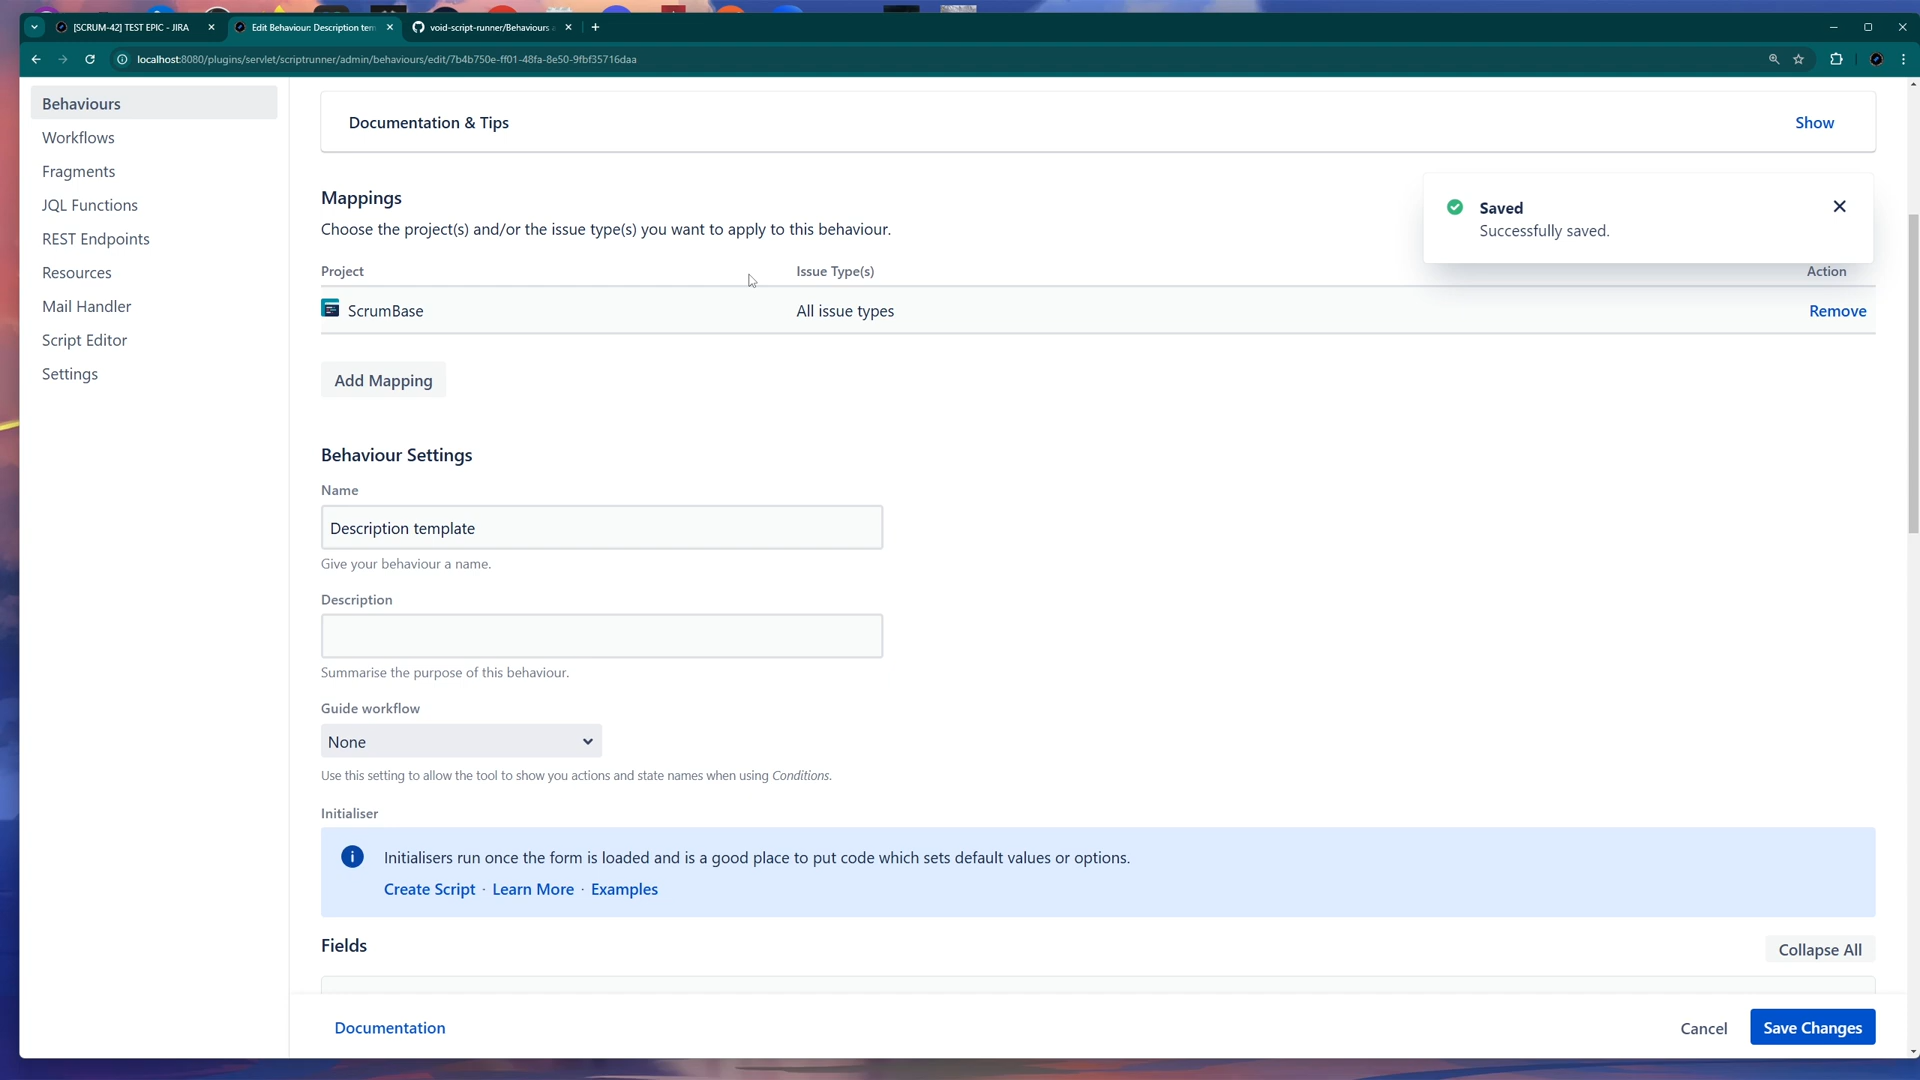 [SCRUM-42] TEST EPIC - JIRA
Edit Behaviour: Description tem
void-script-runner/Behaviours a
localhost:8080/plugins/servlet/scriptrunner/admin/behaviours/edit/7b4b750e-ff01-48fa-8e50-9fbf35716daa
Behaviours
Workflows
Fragments
JQL Functions
REST Endpoints
Resources
Mail Handler
Script Editor
Settings
Documentation & Tips
Show
Mappings
Choose the project(s) and/or the issue type(s) you want to apply to this behaviour.
Saved
Successfully saved.
Project
Issue Type(s)
Action
ScrumBase
All issue types
Remove
Add Mapping
Behaviour Settings
Name
Description template
Give your behaviour a name.
Description
Summarise the purpose of this behaviour.
Guide workflow
None
Use this setting to allow the tool to show you actions and state names when using Conditions.
Initialiser
Initialisers run once the form is loaded and is a good place to put code which sets default values or options.
Create Script · Learn More · Examples
Fields
Collapse All
Documentation
Cancel
Save Changes